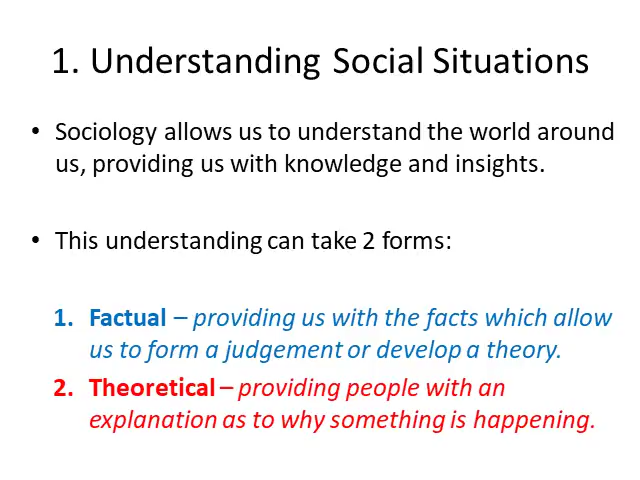 1. Understanding Social Situations
• Sociology allows us to understand the world around
us, providing us with knowledge and insights.
• This understanding can take 2 forms:
1. Factual – providing us with the facts which allow
us to form a judgement or develop a theory.
2. Theoretical – providing people with an
explanation as to why something is happening.